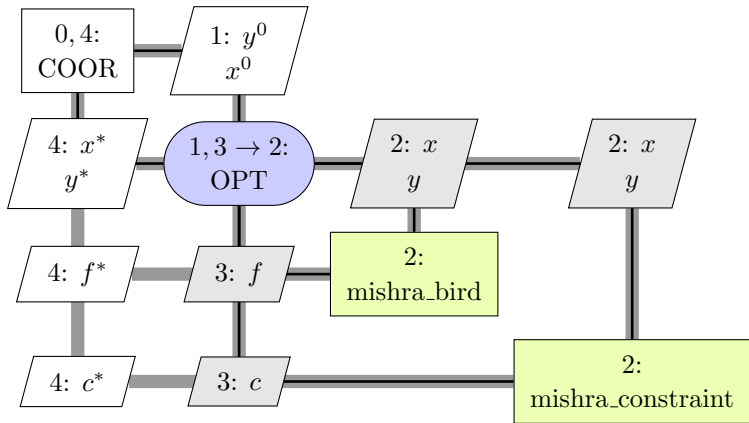 0, 4:
COOR
1: y⁰
x⁰
4: x*
y*
1, 3 → 2:
OPT
2: x
y
2: x
y
4: f*
3: f
2:
mishra_bird
4: c*
3: c
2:
mishra_constraint